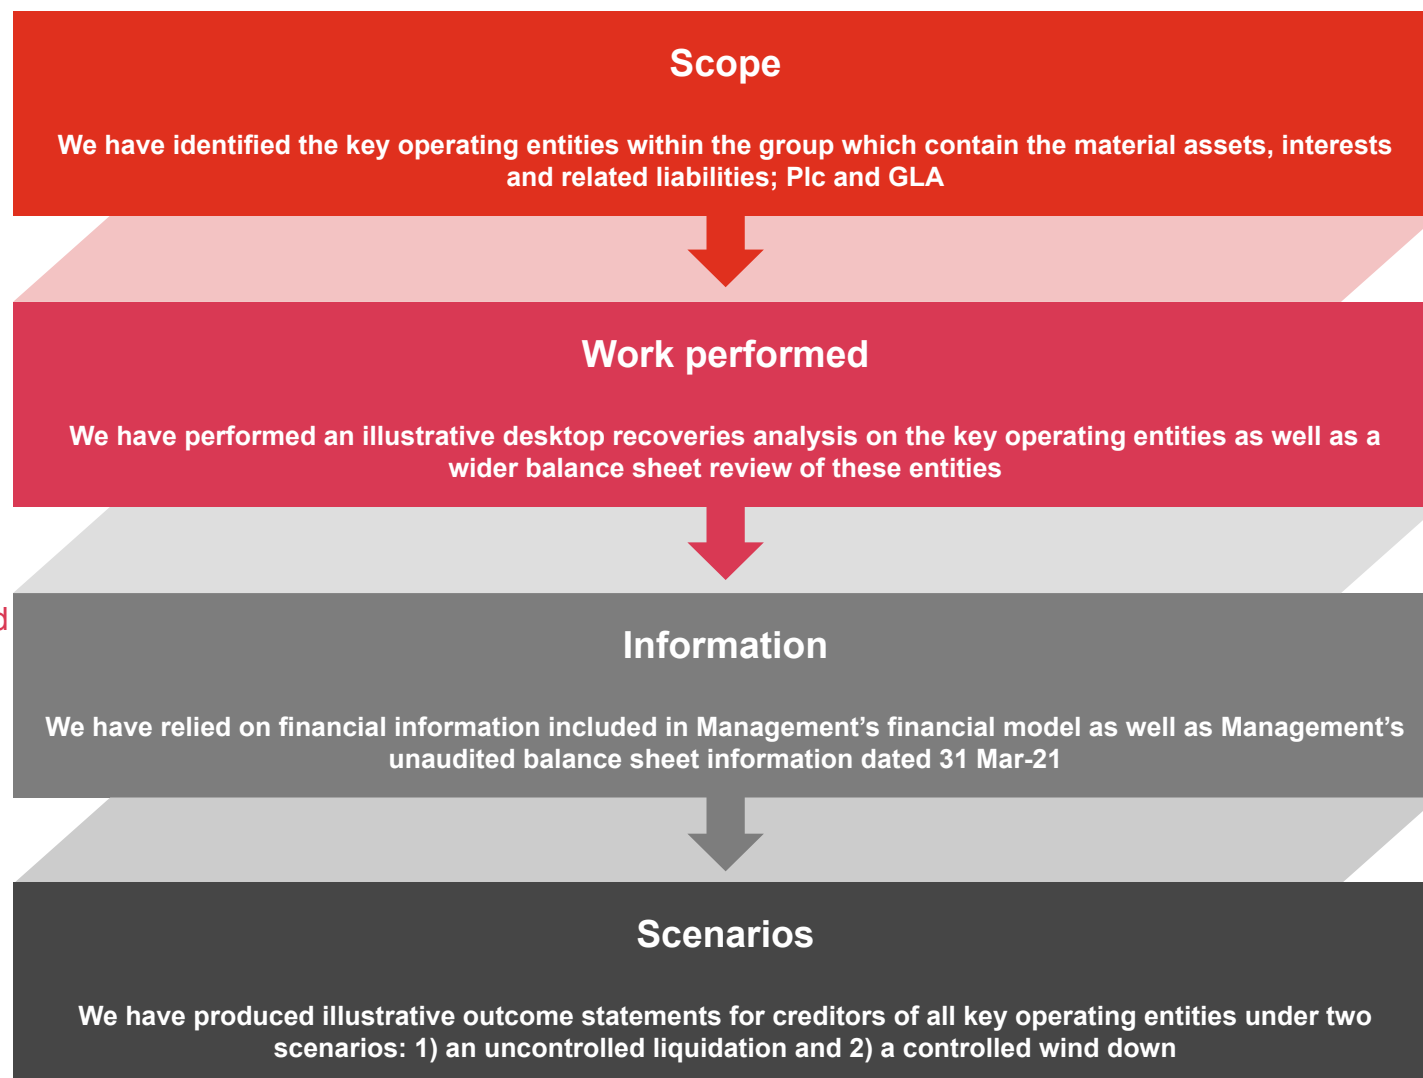 Scope
We have identified the key operating entities within the group which contain the material assets, interests
and related liabilities; Plc and GLA
Work performed
We have performed an illustrative desktop recoveries analysis on the key operating entities as well as a
wider balance sheet review of these entities
Information
We have relied on financial information included in Management’s financial model as well as Management’s
unaudited balance sheet information dated 31 Mar-21
Scenarios
We have produced illustrative outcome statements for creditors of all key operating entities under two
scenarios: 1) an uncontrolled liquidation and 2) a controlled wind down